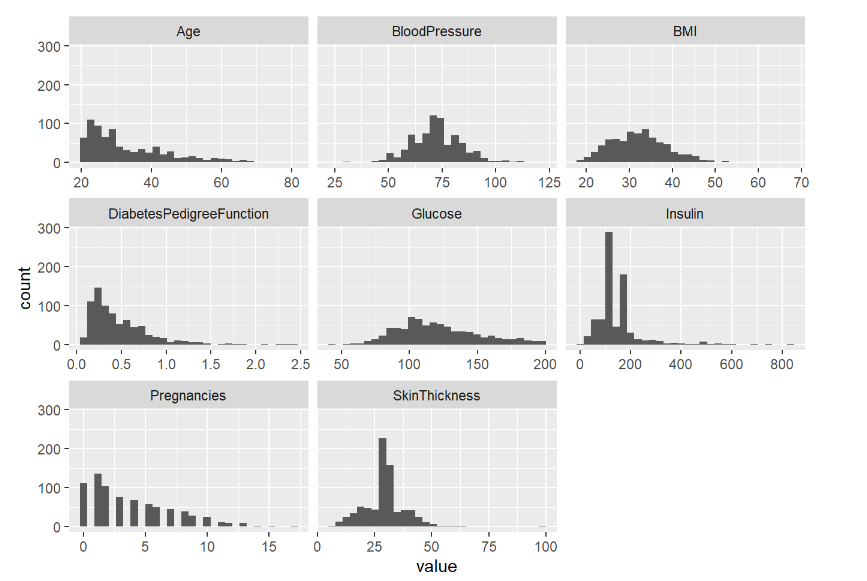 Age BloodPressure BMI
300
200
100
0
20 40 60 80 25 50 75 100 125 20 30 40 50 60 70
DiabetesPedigreeFunction Glucose Insulin
300
200
100
0
0.0 0.5 1.0 1.5 2.0 2.5 50 100 150 200 0 200 400 600 800
count
Pregnancies SkinThickness
300
200
100
0
0 5 10 15 0 25 50 75 100
value